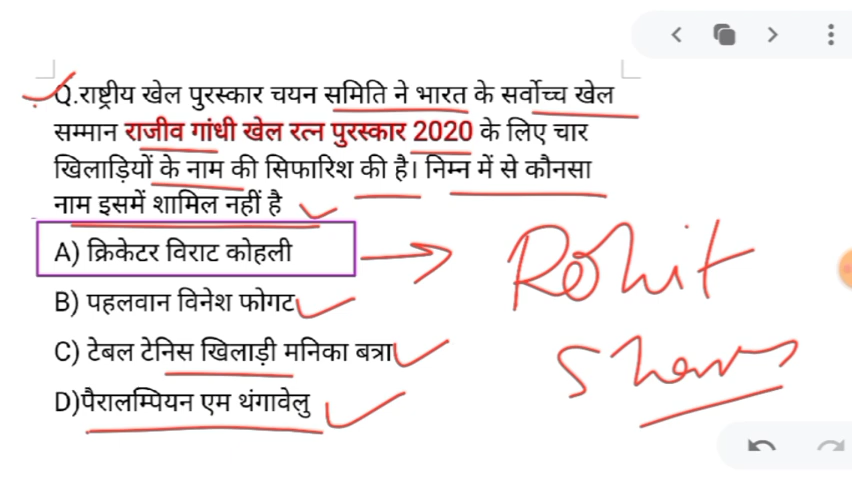 Q.राष्ट्रीय खेल पुरस्कार चयन समिति ने भारत के सर्वोच्च खेल
सम्मान राजीव गांधी खेल रत्न पुरस्कार 2020 के लिए चार
खिलाड़ियों के नाम की सिफारिश की है। निम्न में से कौनसा
नाम इसमें शामिल नहीं है
A) क्रिकेटर विराट कोहली
Rohit
B) पहलवान विनेश फोगट
C) टेबल टेनिस खिलाड़ी मनिका बत्रा
D)पैरालम्पियन एम थंगावेलु